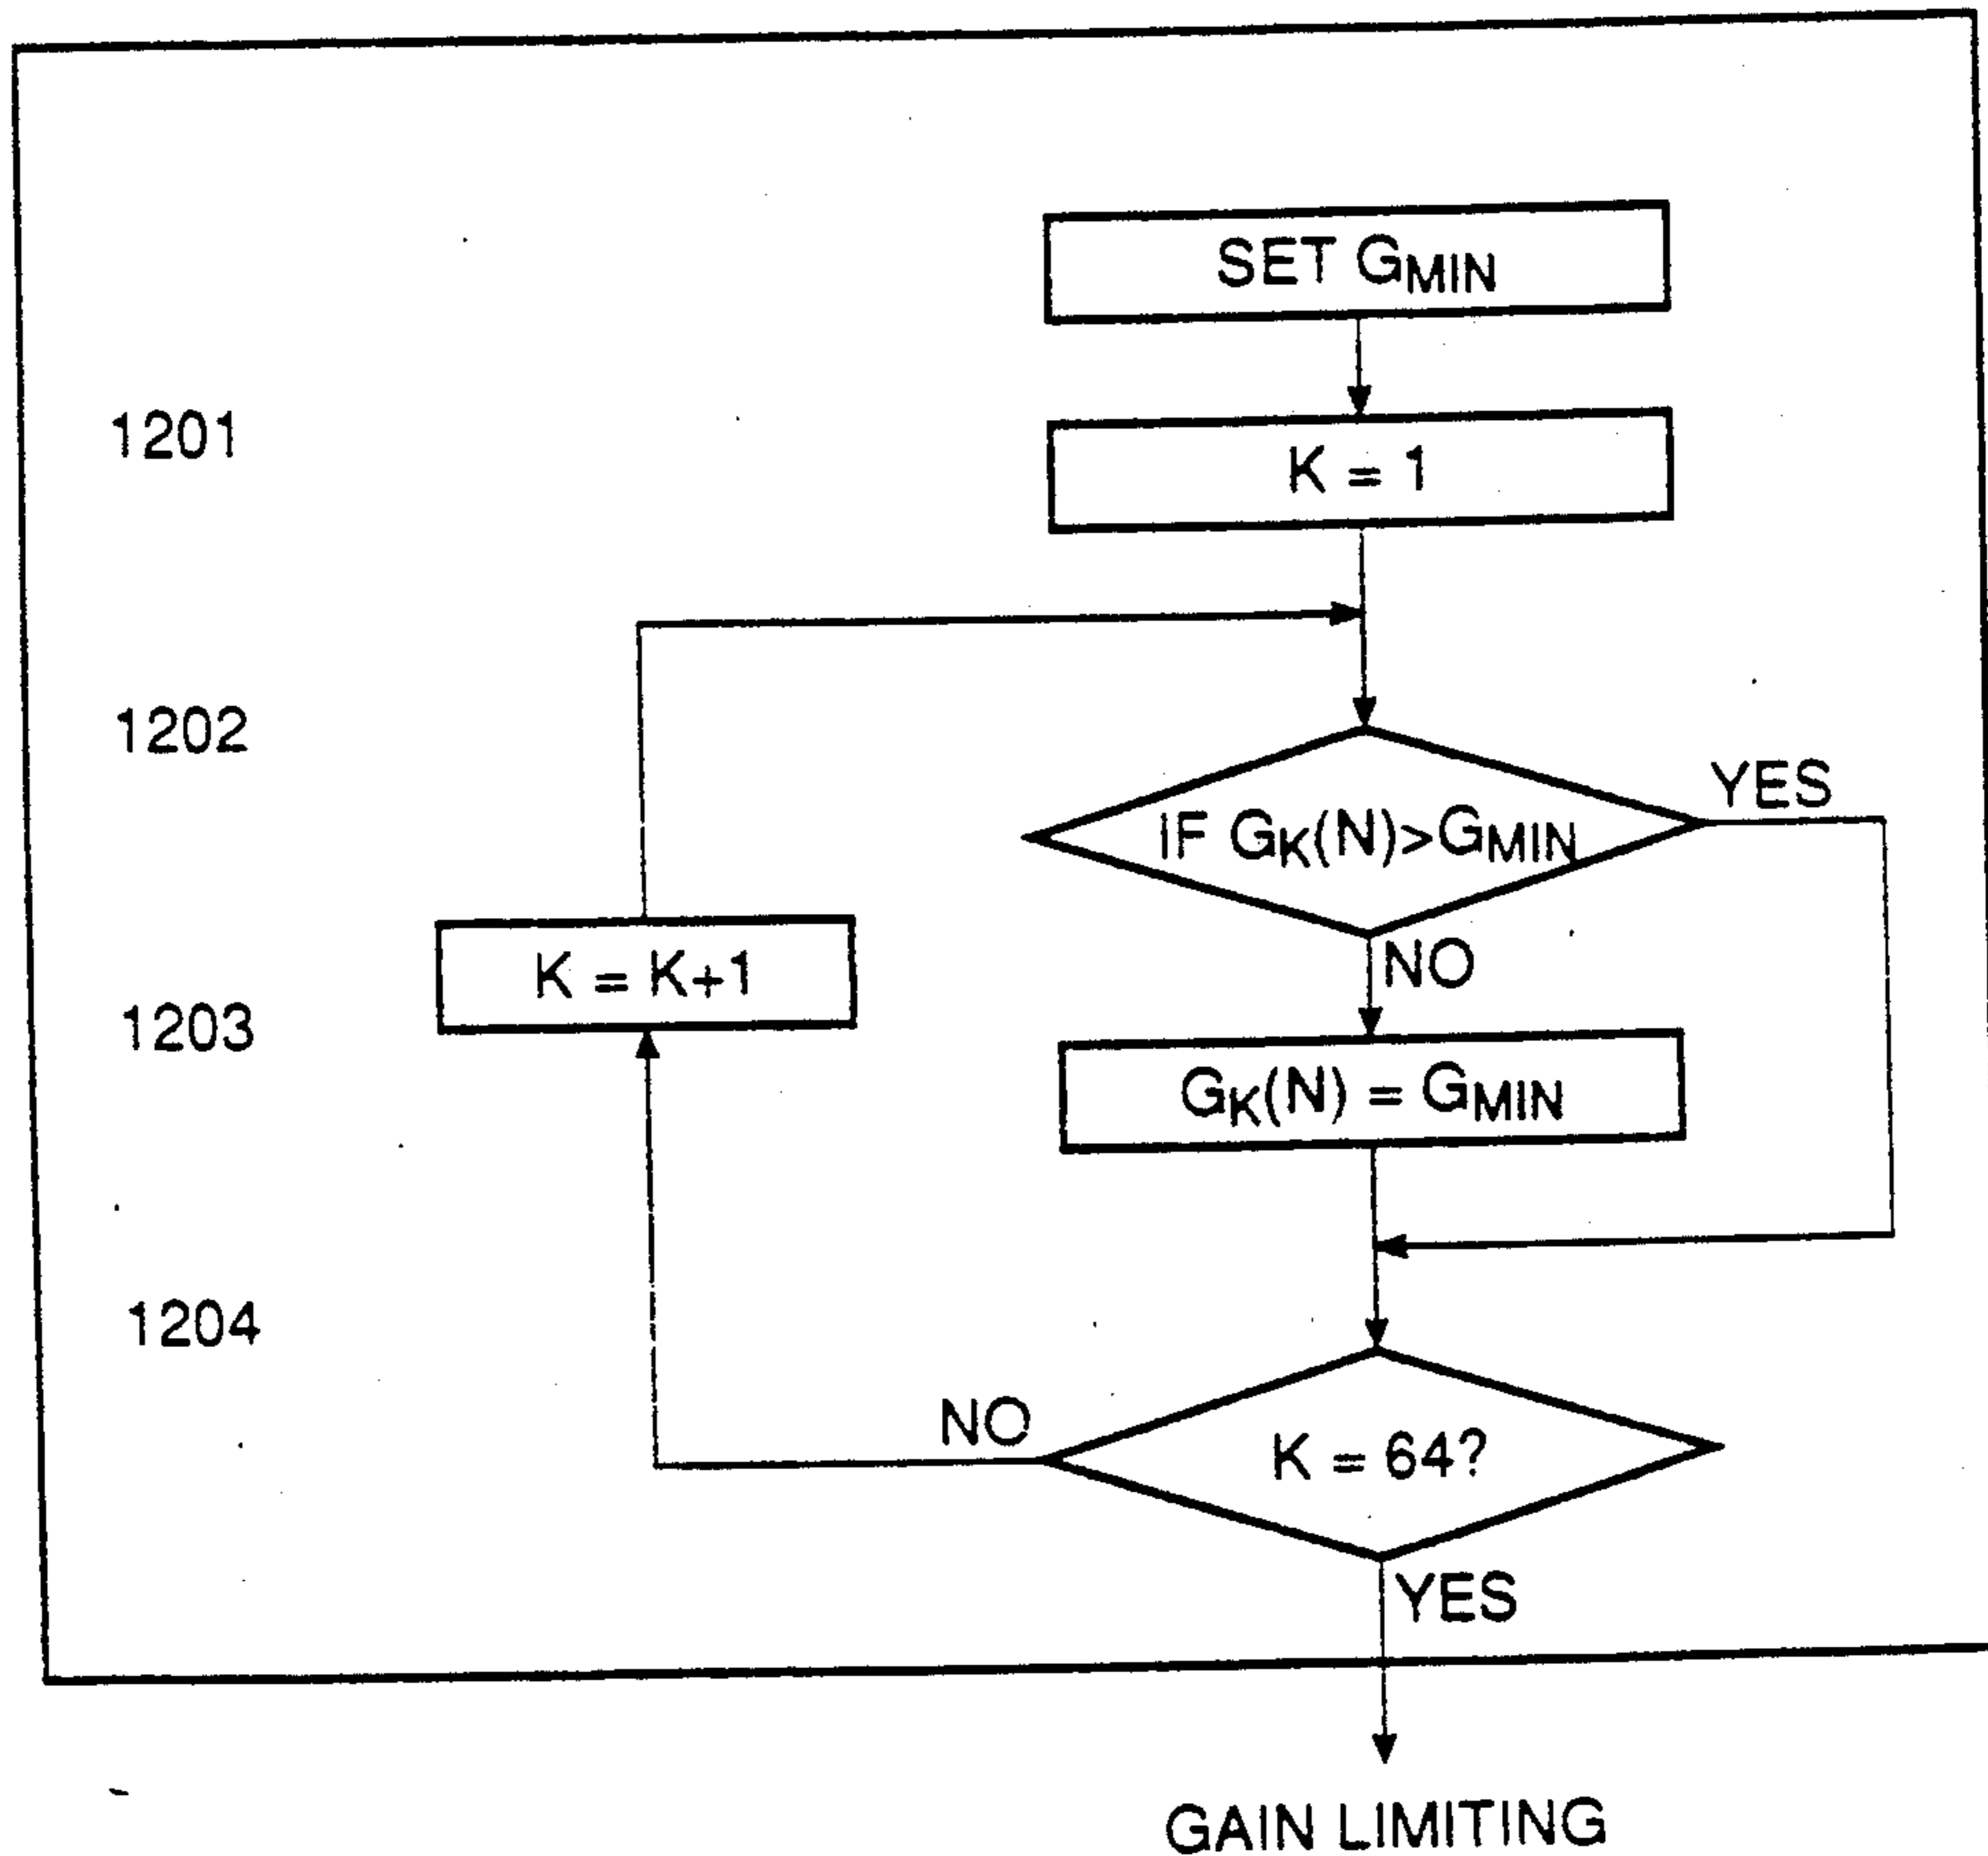 SET GMIN
1201
K = 1
1202
YES
IF GK(N)>GMIN
NO
K = K+1
1203
GK(N) = GMIN
1204
NO
K = 64?
YES
GAIN LIMITING